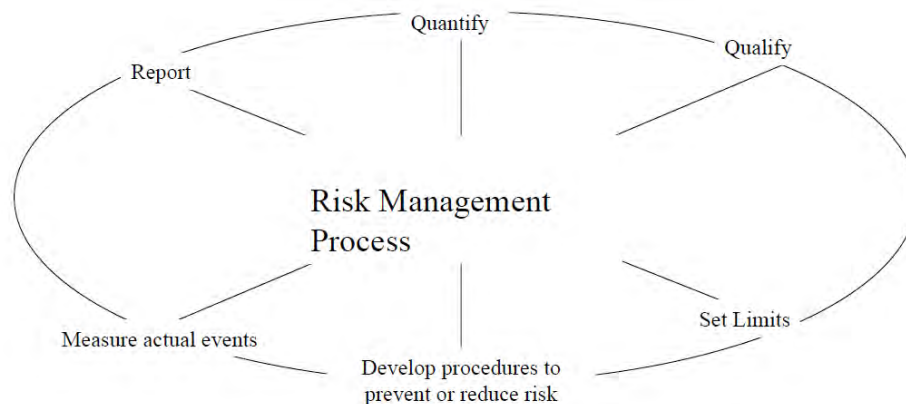 Quantify
Qualify
Report
Risk Management
Process
Set Limits
Measure actual events
Develop procedures to
prevent or reduce risk